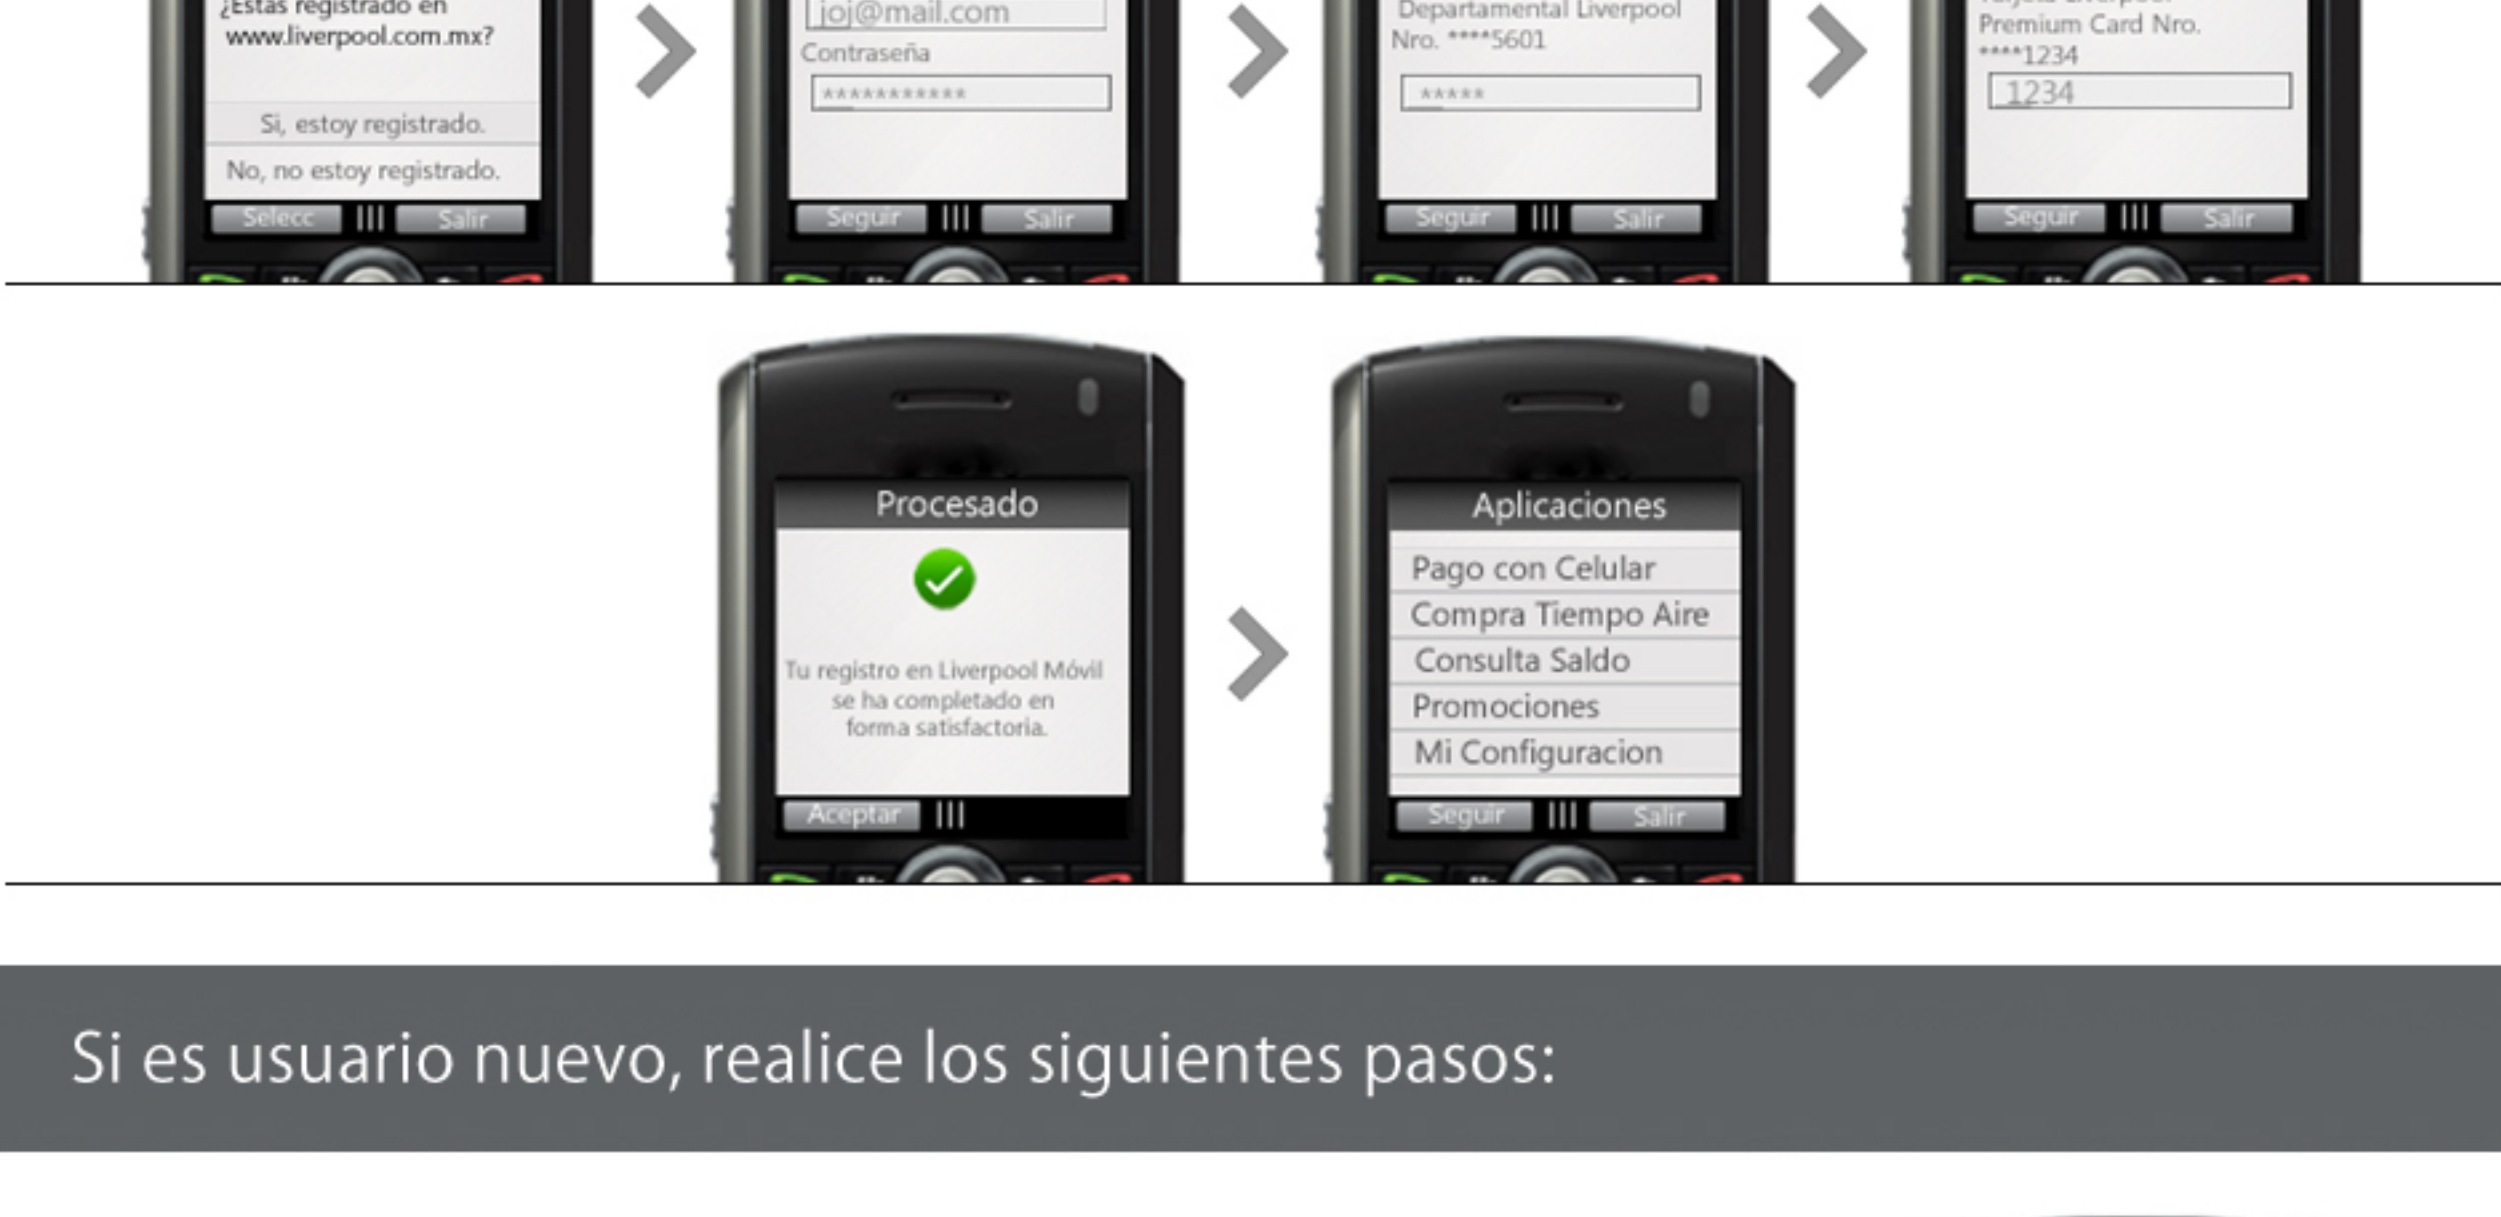 ¿Estás registrado en
www.liverpool.com.mx?
Si, estoy registrado.
No, no estoy registrado.
Selecc
Salir
joj@mail.com
Contraseña
***********
Seguir
Salir
Departamental Liverpool
Nro. ****5601
*****
Seguir
Salir
Premium Card Nro.
****1234
1234
Seguir
Salir
Procesado
Tu registro en Liverpool Móvil
se ha completado en
forma satisfactoria.
Aceptar
Aplicaciones
Pago con Celular
Compra Tiempo Aire
Consulta Saldo
Promociones
Mi Configuracion
Seguir
Salir
Si es usuario nuevo, realice los siguientes pasos: